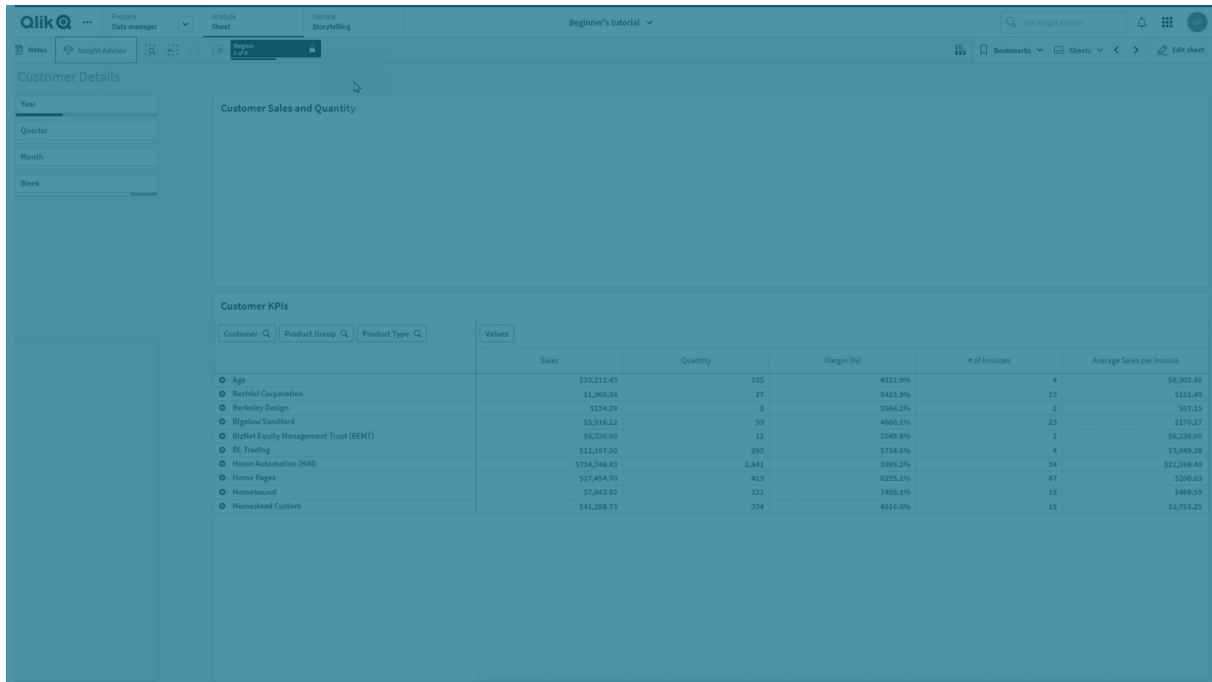 Qlik ... Prepare Analyze Narrate
Data manager Sheet Storytelling Beginner's tutorial Ask Insight Advisor
Notes Insight Advisor Region Bookmarks Sheets Edit sheet
3 of 6
Customer Details
Year
Quarter
Month
Week
Customer Sales and Quantity
Customer KPIs
Customer Product Group Product Type Values
Sales Quantity Margin (%) # of Invoices Average Sales per Invoice
Age $33,211.43 105 4222.9% 4 $8,302.86
Bechtel Corporation $1,969.34 27 5423.9% 13 $151.49
Berkeley Design $134.29 3 3566.2% 2 $67.15
Bigelow Sandford $3,916.12 33 4660.1% 23 $170.27
BizNet Equity Management Trust (BEMT) $6,336.00 12 3549.8% 1 $6,336.00
BL Trading $12,197.50 293 5734.6% 4 $3,049.38
Home Automation (HAI) $734,348.43 2,841 3995.3% 34 $21,598.48
Home Pages $17,454.70 413 6235.1% 87 $200.63
Homebound $7,043.92 121 7455.1% 15 $469.59
Homestead Custom $41,298.73 334 4516.0% 15 $2,753.25